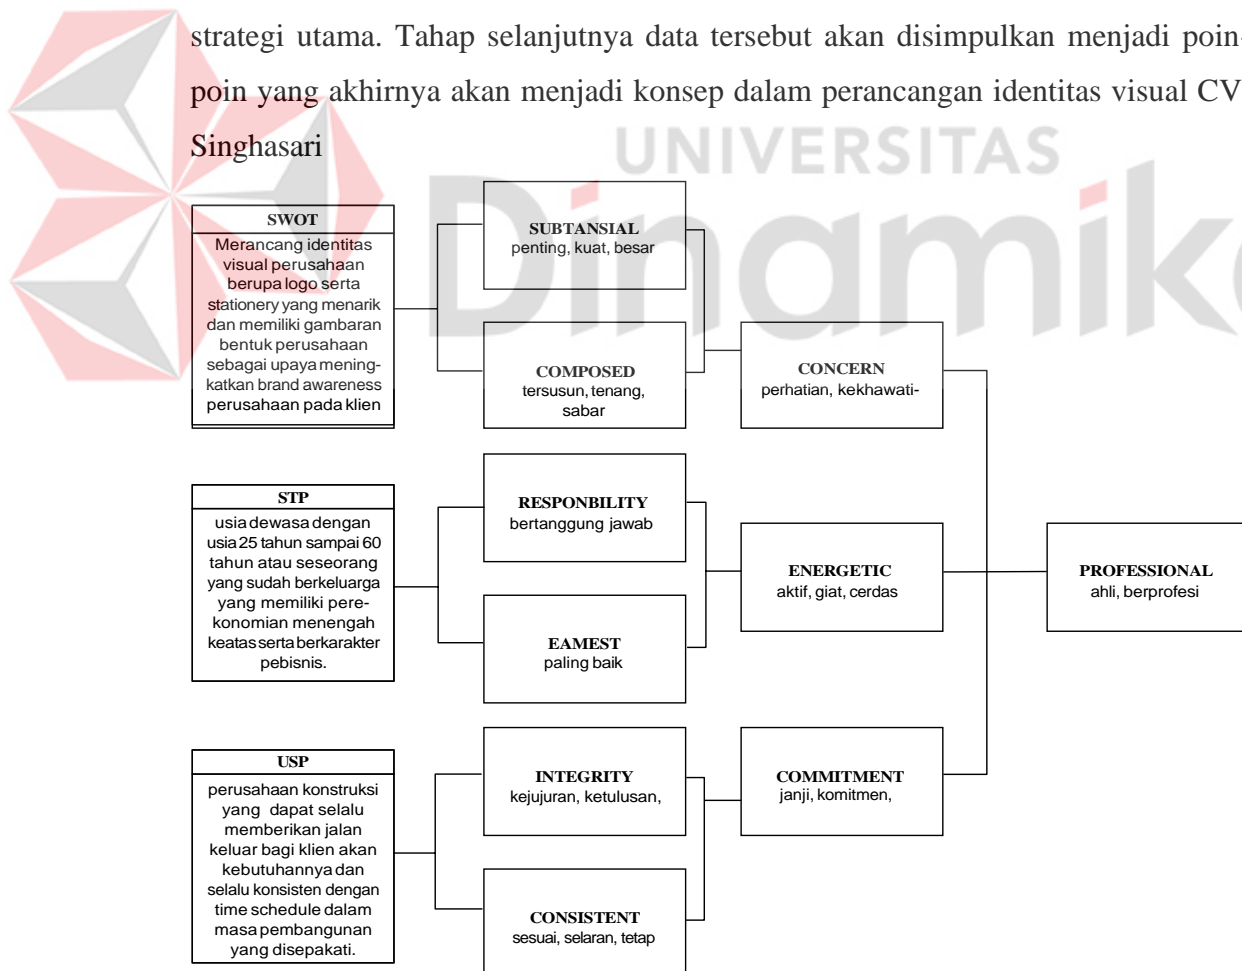 strategi utama. Tahap selanjutnya data tersebut akan disimpulkan menjadi poin-
poin yang akhirnya akan menjadi konsep dalam perancangan identitas visual CV
Singhasari
UNIVERSITAS
Dinamika
SWOT
Merancang identitas
visual perusahaan
berupa logo serta
stationery yang menarik
dan memiliki gambaran
bentuk perusahaan
sebagai upaya mening-
katkan brand awareness
perusahaan pada klien
SUBTANSIAL
penting, kuat, besar
COMPOSED
tersusun, tenang,
sabar
CONCERN
perhatian, kekhawati-
STP
usia dewasa dengan
usia 25 tahun sampai 60
tahun atau seseorang
yang sudah berkeluarga
yang memiliki pere-
konomian menengah
keatas serta berkarakter
pebisnis.
RESPONBILITY
bertanggung jawab
EAMEST
paling baik
ENERGETIC
aktif, giat, cerdas
PROFESSIONAL
ahli, berprofesi
USP
perusahaan konstruksi
yang dapat selalu
memberikan jalan
keluar bagi klien akan
kebutuhannya dan
selalu konsisten dengan
time schedule dalam
masa pembangunan
yang disepakati.
INTEGRITY
kejujuran, ketulusan,
CONSISTENT
sesuai, selaran, tetap
COMMITMENT
janji, komitmen,